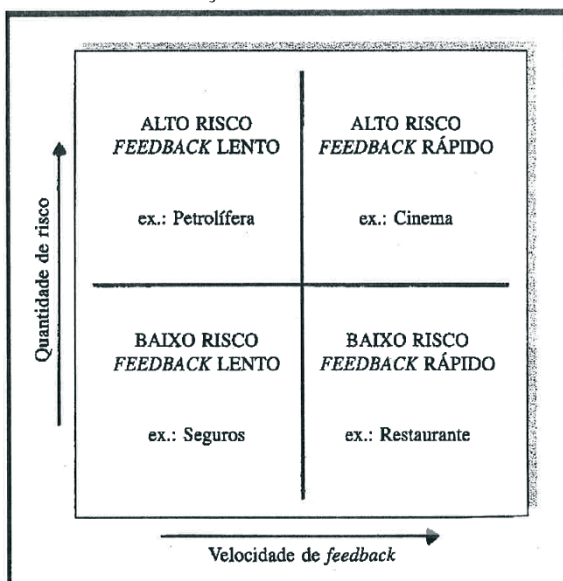 ALTO RISCO
FEEDBACK LENTO
ex.: Petrolífera
ALTO RISCO
FEEDBACK RÁPIDO
ex.: Cinema
BAIXO RISCO
FEEDBACK LENTO
ex.: Seguros
BAIXO RISCO
FEEDBACK RÁPIDO
ex.: Restaurante
Quantidade de risco
Velocidade de feedback